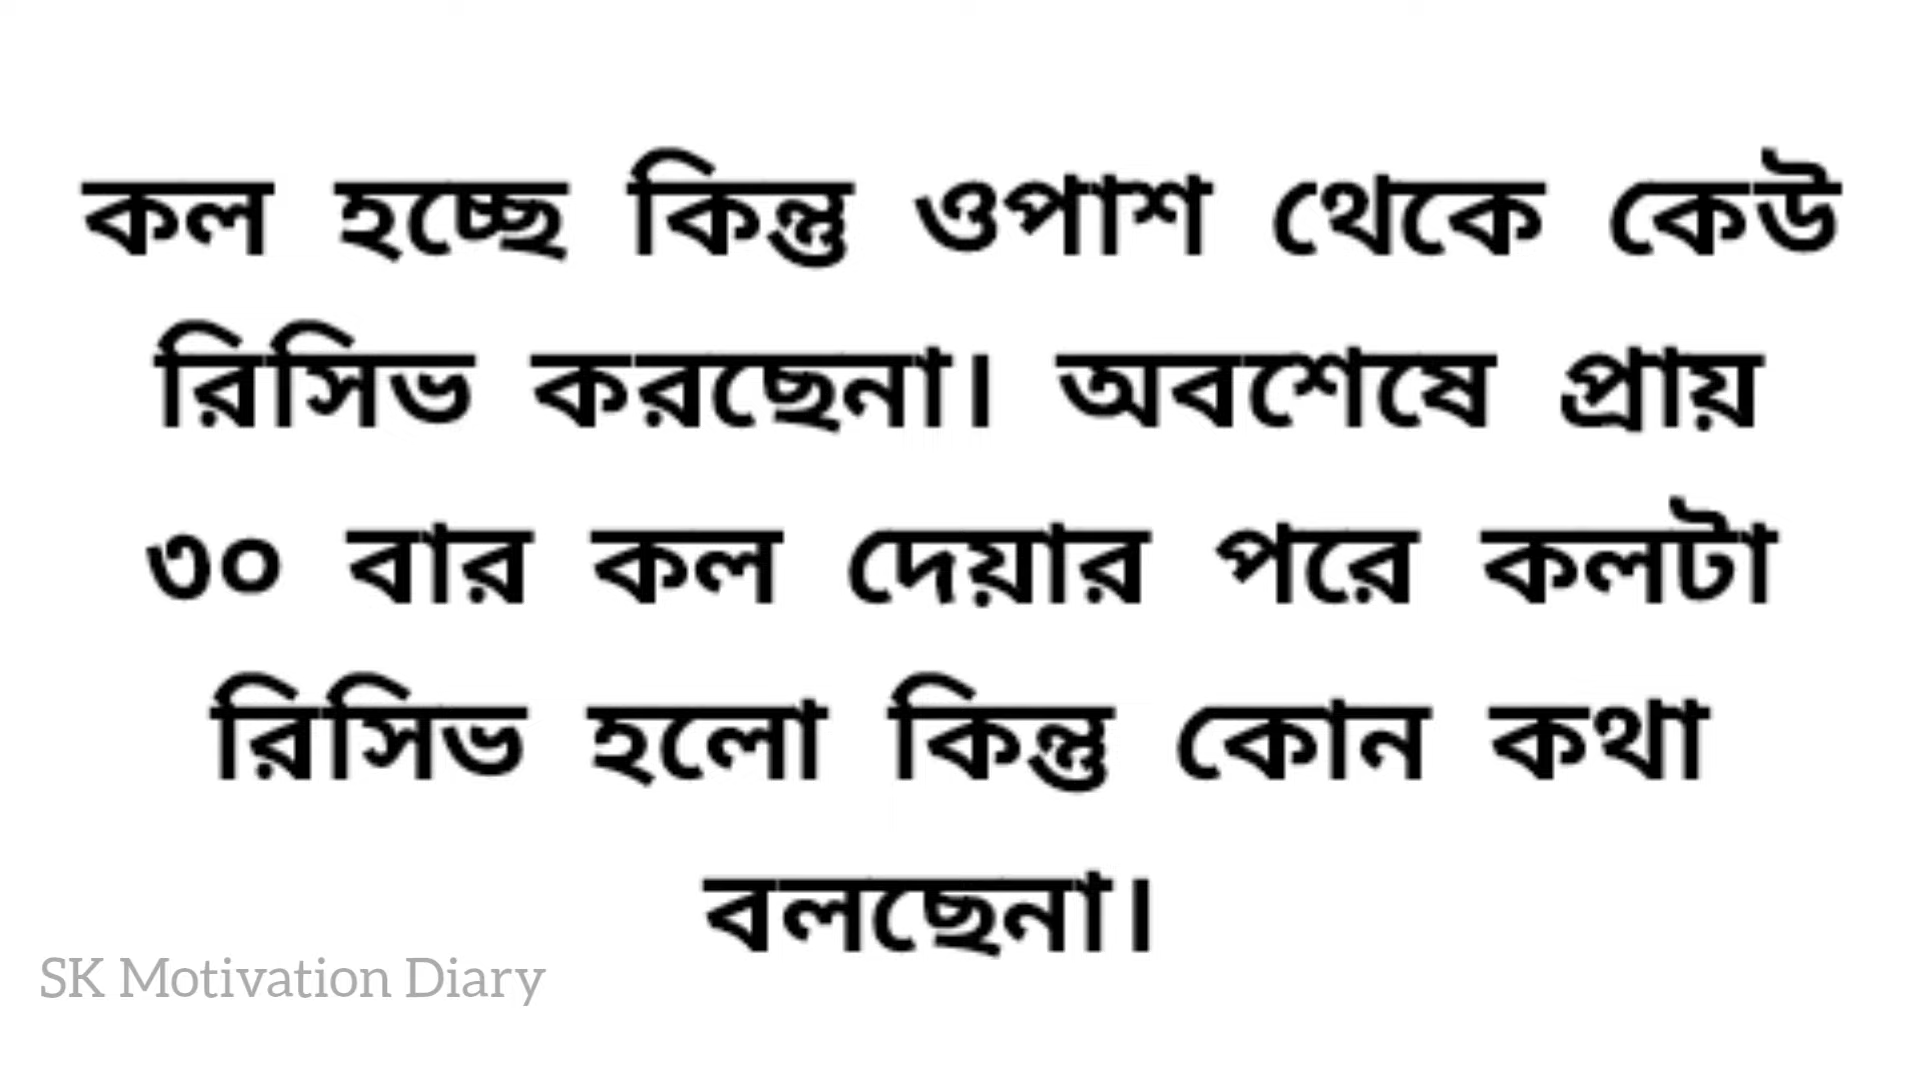 কল হচ্ছে কিন্তু ওপাশ থেকে কেউ
রিসিভ করছেনা। অবশেষে প্রায়
৩০ বার কল দেয়ার পরে কলটা
রিসিভ হলো কিন্তু কোন কথা
বলছেনা।
SK Motivation Diary